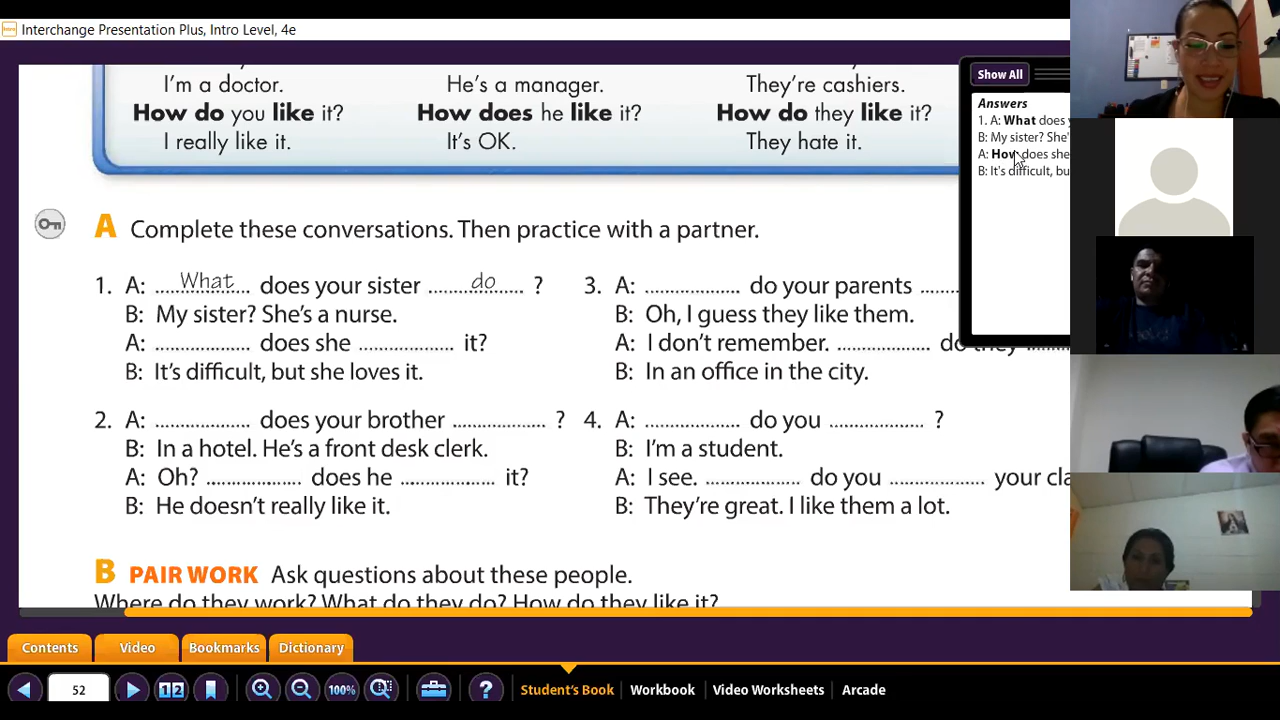 Interchange Presentation Plus, Intro Level, 4e
I'm a doctor. He's a manager. They're cashiers.
How do you like it? How does he like it? How do they like it?
I really like it. It's OK. They hate it.
Show All
Answers
1. A: What does
B: My sister? She'
A: How does she
B: It's difficult, bu
A Complete these conversations. Then practice with a partner.
1. A: What does your sister do ?
B: My sister? She's a nurse.
A: .................. does she .................. it?
B: It's difficult, but she loves it.
2. A: .................. does your brother .................. ?
B: In a hotel. He's a front desk clerk.
A: Oh? .................. does he .................. it?
B: He doesn't really like it.
3. A: .................. do your parents ........
B: Oh, I guess they like them.
A: I don't remember. .................. do they ........
B: In an office in the city.
4. A: .................. do you .................. ?
B: I'm a student.
A: I see. .................. do you .................. your cla
B: They're great. I like them a lot.
B PAIR WORK Ask questions about these people.
Where do they work? What do they do? How do they like it?
Contents Video Bookmarks Dictionary
52 1 2 100% ? Student's Book Workbook Video Worksheets Arcade